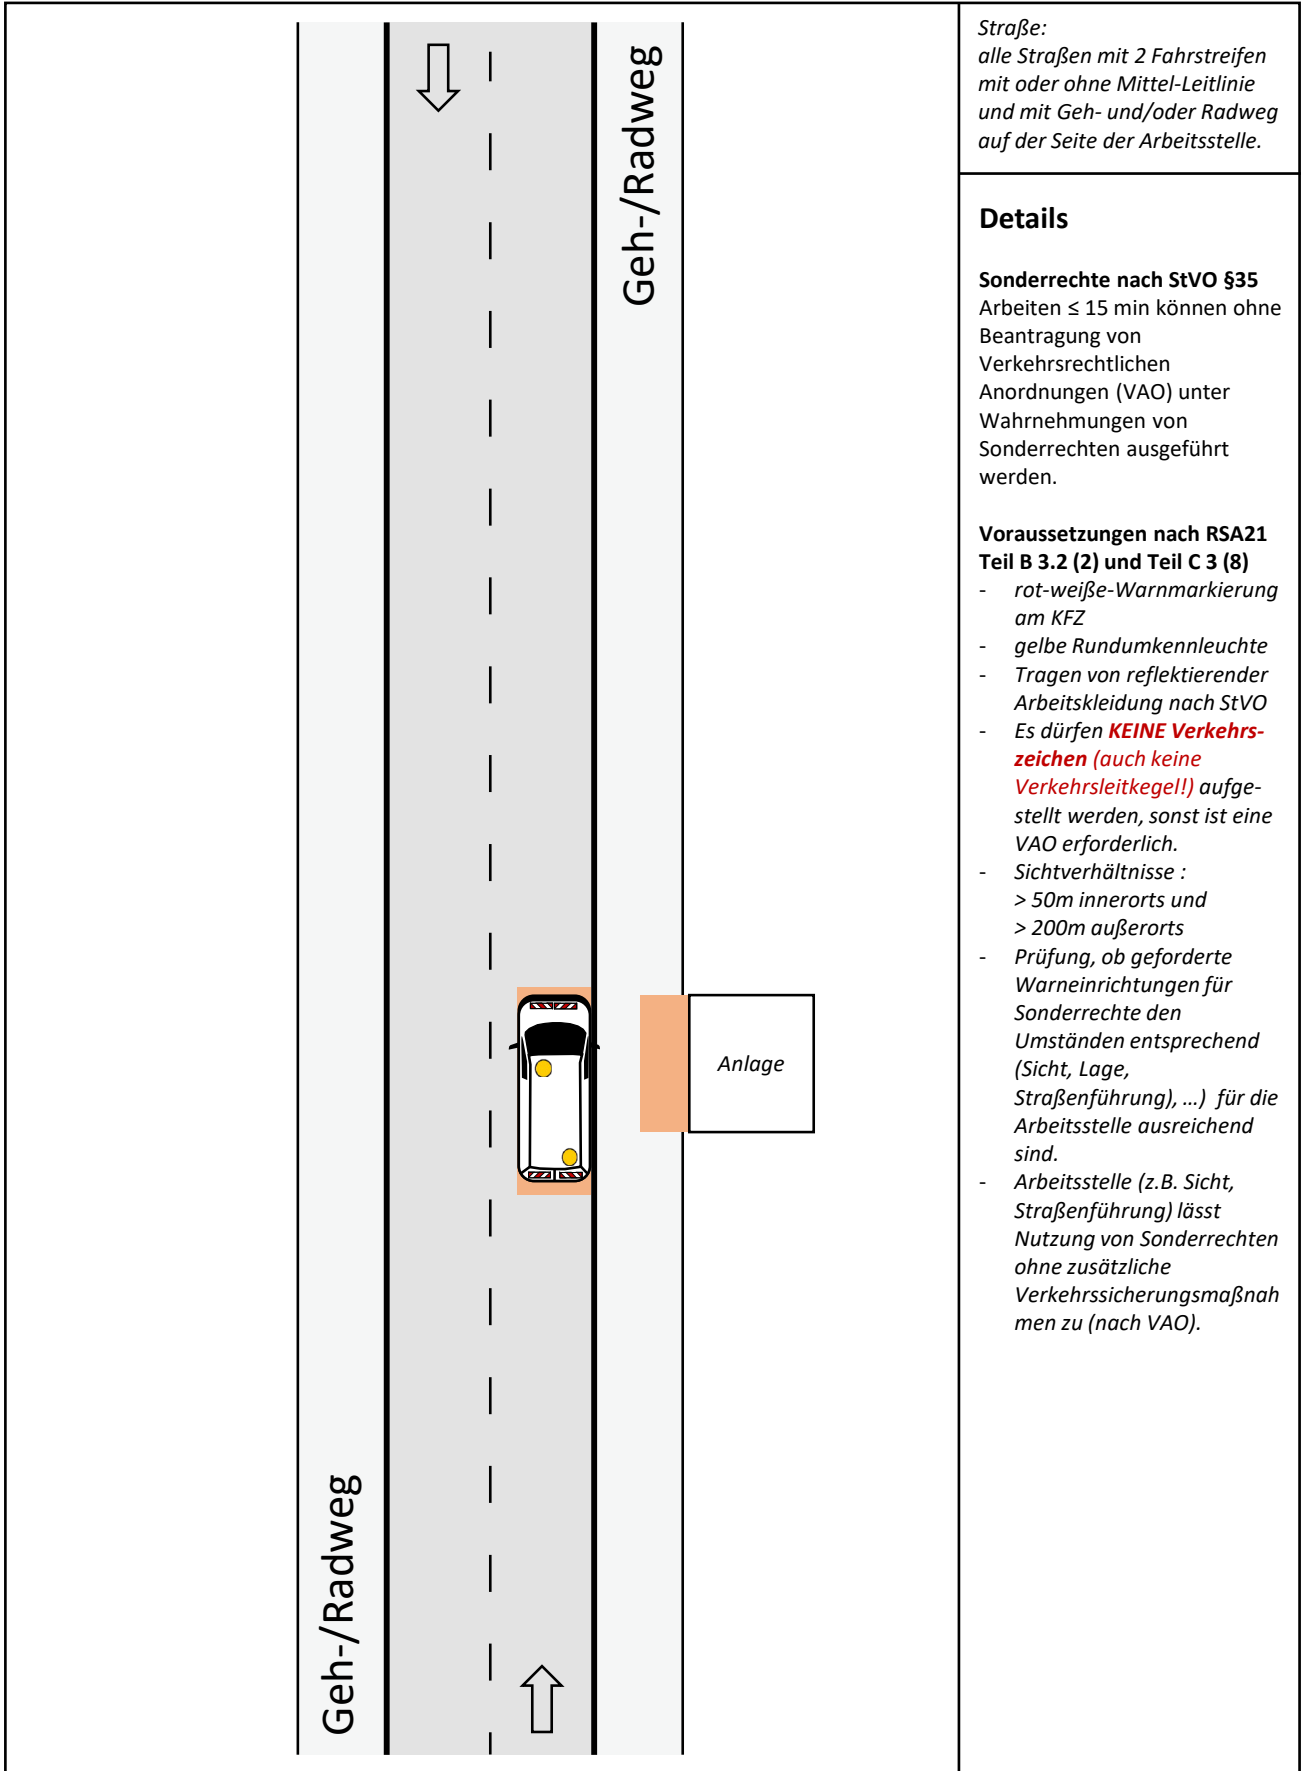 Geh-/Radweg
Geh-/Radweg
Anlage
Straße:
alle Straßen mit 2 Fahrstreifen
mit oder ohne Mittel-Leitlinie
und mit Geh- und/oder Radweg
auf der Seite der Arbeitsstelle.
Details
Sonderrechte nach StVO §35
Arbeiten ≤ 15 min können ohne
Beantragung von
Verkehrsrechtlichen
Anordnungen (VAO) unter
Wahrnehmungen von
Sonderrechten ausgeführt
werden.
Voraussetzungen nach RSA21
Teil B 3.2 (2) und Teil C 3 (8)
- rot-weiße-Warnmarkierung
am KFZ
- gelbe Rundumkennleuchte
- Tragen von reflektierender
Arbeitskleidung nach StVO
- Es dürfen KEINE Verkehrs-
zeichen (auch keine
Verkehrsleitkegel!) aufge-
stellt werden, sonst ist eine
VAO erforderlich.
- Sichtverhältnisse :
> 50m innerorts und
> 200m außerorts
- Prüfung, ob geforderte
Warneinrichtungen für
Sonderrechte den
Umständen entsprechend
(Sicht, Lage,
Straßenführung), ...) für die
Arbeitsstelle ausreichend
sind.
- Arbeitsstelle (z.B. Sicht,
Straßenführung) lässt
Nutzung von Sonderrechten
ohne zusätzliche
Verkehrssicherungsmaßnah
men zu (nach VAO).